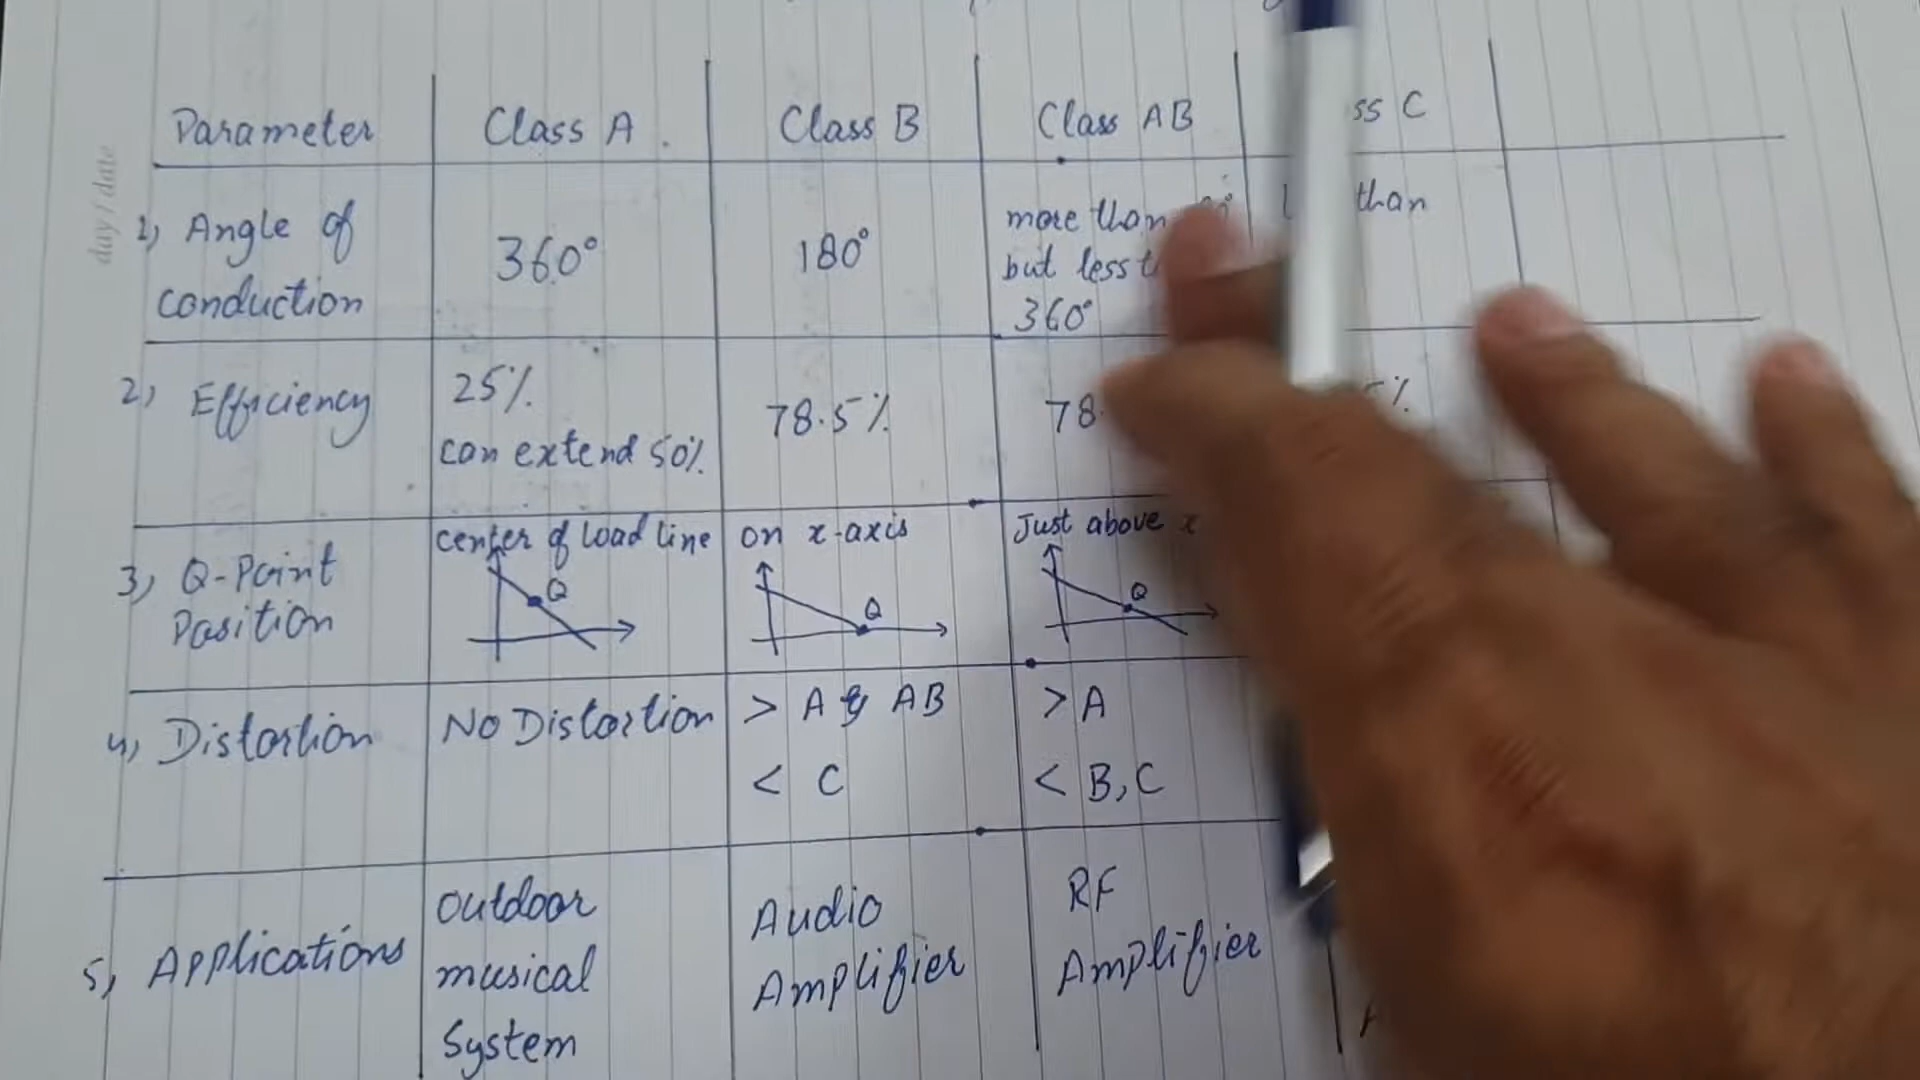 day/date
Parameter Class A. Class B Class AB ss C
1) Angle of conduction 360° 180° more than but less 360° than
2) Efficiency 25% can extend 50% 78.5% 78 %
3) Q-Point Position center of load line on x-axis Just above x
Q Q Q
4) Distortion No Distortion > A & AB > A
< C < B, C
5) Applications Outdoor musical System Audio Amplifier RF Amplifier